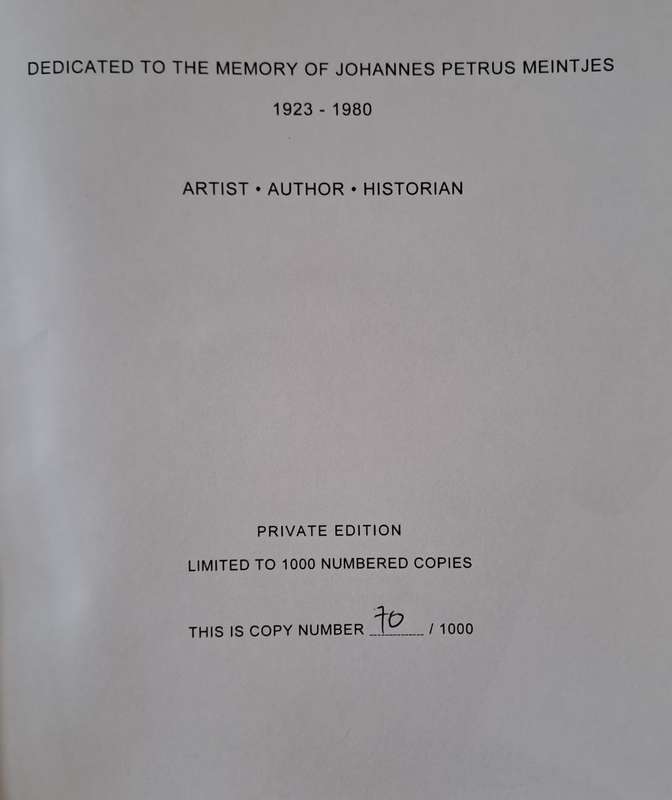 DEDICATED TO THE MEMORY OF JOHANNES PETRUS MEINTJES
1923 - 1980
ARTIST • AUTHOR • HISTORIAN
PRIVATE EDITION
LIMITED TO 1000 NUMBERED COPIES
THIS IS COPY NUMBER 70 / 1000